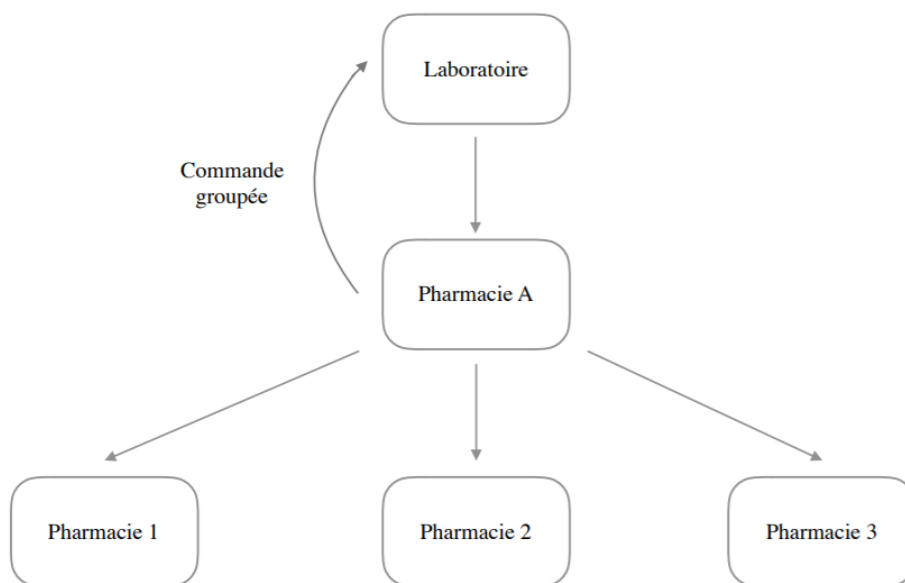 Laboratoire
Commande
groupée
Pharmacie A
Pharmacie 1
Pharmacie 2
Pharmacie 3